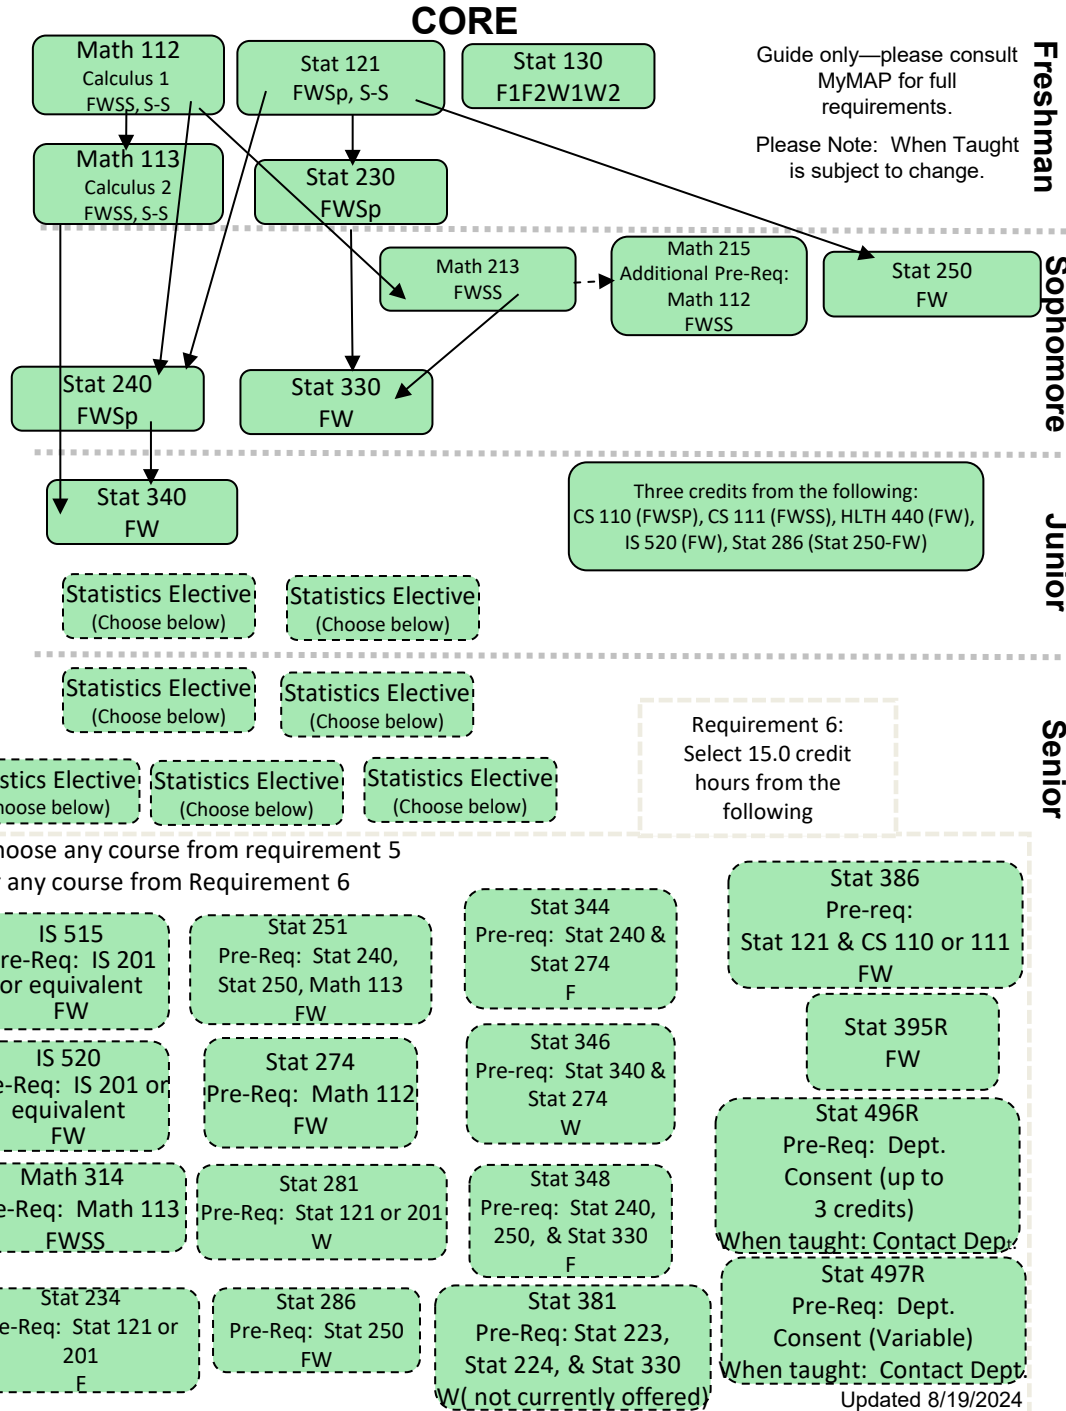 CORE
Math 112
Calculus 1
FWSS, S-S
Stat 121
FWSp, S-S
Stat 130
F1F2W1W2
Guide only—please consult
MyMAP for full
requirements.
Please Note: When Taught
is subject to change.
Freshman
Math 113
Calculus 2
FWSS, S-S
Stat 230
FWSp
Math 213
FWSS
Math 215
Additional Pre-Req:
Math 112
FWSS
Stat 250
FW
Sophomore
Stat 240
FWSp
Stat 330
FW
Stat 340
FW
Three credits from the following:
CS 110 (FWSP), CS 111 (FWSS), HLTH 440 (FW),
IS 520 (FW), Stat 286 (Stat 250-FW)
Junior
Statistics Elective
(Choose below)
Statistics Elective
(Choose below)
Statistics Elective
(Choose below)
Statistics Elective
(Choose below)
Requirement 6:
Select 15.0 credit
hours from the
following
Senior
stics Elective
hoose below)
Statistics Elective
(Choose below)
Statistics Elective
(Choose below)
hoose any course from requirement 5
any course from Requirement 6
IS 515
re-Req: IS 201
or equivalent
FW
Stat 251
Pre-Req: Stat 240,
Stat 250, Math 113
FW
Stat 344
Pre-req: Stat 240 &
Stat 274
F
Stat 386
Pre-req:
Stat 121 & CS 110 or 111
FW
Stat 395R
FW
IS 520
e-Req: IS 201 or
equivalent
FW
Stat 274
Pre-Req: Math 112
FW
Stat 346
Pre-req: Stat 340 &
Stat 274
W
Stat 496R
Pre-Req: Dept.
Consent (up to
3 credits)
When taught: Contact Dept.
Math 314
e-Req: Math 113
FWSS
Stat 281
Pre-Req: Stat 121 or 201
W
Stat 348
Pre-req: Stat 240,
250, & Stat 330
F
Stat 234
e-Req: Stat 121 or
201
F
Stat 286
Pre-Req: Stat 250
FW
Stat 381
Pre-Req: Stat 223,
Stat 224, & Stat 330
W( not currently offered)
Stat 497R
Pre-Req: Dept.
Consent (Variable)
When taught: Contact Dept.
Updated 8/19/2024